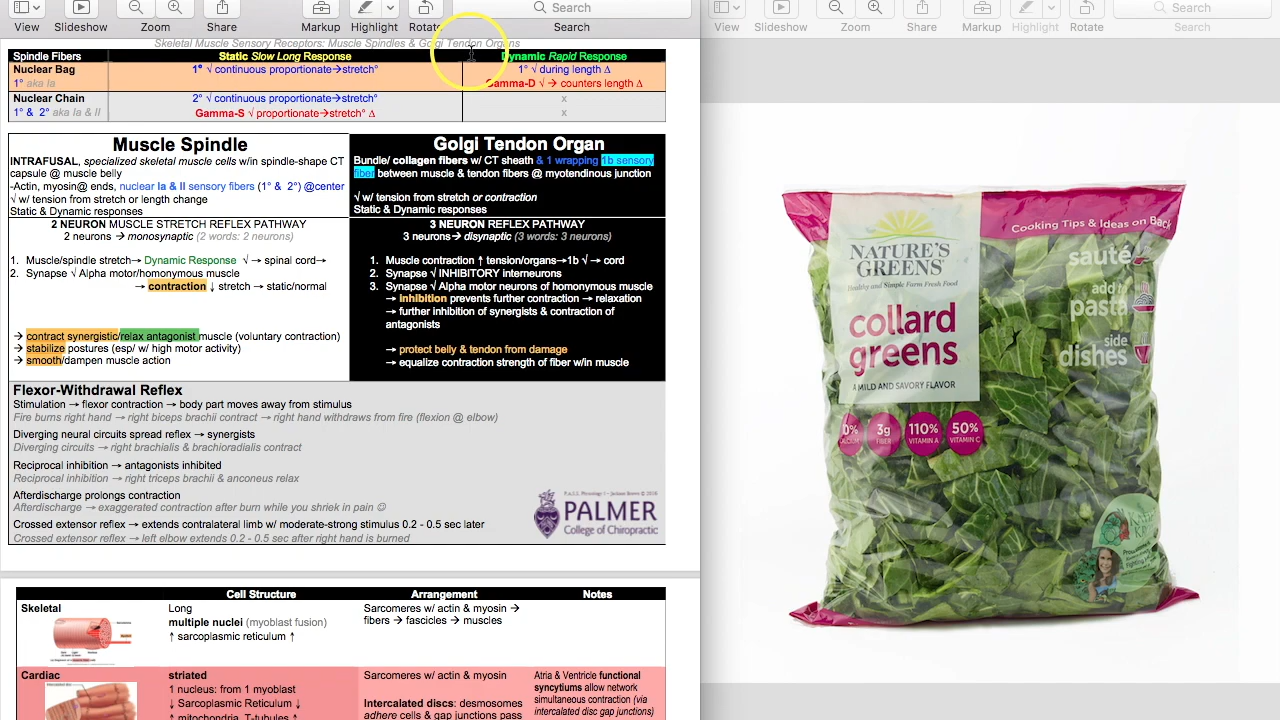 View Zoom Share Markup Highlight Rotate Search
View Slideshow Zoom Share Markup Highlight Rotate Search
Skeletal Muscle Sensory Receptors: Muscle Spindles & Golgi Tendon Organs
Spindle Fibers Static Slow Long Response Dynamic Rapid Response
Nuclear Bag 1° √ continuous proportionate→stretch° 1° √ during length Δ
1° aka Ia Gamma-D √ → counters length Δ
Nuclear Chain 2° √ continuous proportionate→stretch° x
1° & 2° aka Ia & II Gamma-S √ proportionate→stretch° Δ x
Muscle Spindle
INTRAFUSAL, specialized skeletal muscle cells w/in spindle-shape CT
capsule @ muscle belly
-Actin, myosin@ ends, nuclear Ia & II sensory fibers (1° & 2°) @center
√ w/ tension from stretch or length change
Static & Dynamic responses
2 NEURON MUSCLE STRETCH REFLEX PATHWAY
2 neurons → monosynaptic (2 words: 2 neurons)
1. Muscle/spindle stretch→ Dynamic Response √ → spinal cord→
2. Synapse √ Alpha motor/homonymous muscle
→ contraction ↓ stretch → static/normal
→ contract synergistic/relax antagonist muscle (voluntary contraction)
→ stabilize postures (esp/ w/ high motor activity)
→ smooth/dampen muscle action
Golgi Tendon Organ
Bundle/ collagen fibers w/ CT sheath & 1 wrapping 1b sensory
fiber between muscle & tendon fibers @ myotendinous junction
√ w/ tension from stretch or contraction
Static & Dynamic responses
3 NEURON REFLEX PATHWAY
3 neurons→ disynaptic (3 words: 3 neurons)
1. Muscle contraction ↑ tension/organs→1b √ → cord
2. Synapse √ INHIBITORY interneurons
3. Synapse √ Alpha motor neurons of homonymous muscle
→ inhibition prevents further contraction → relaxation
→ further inhibition of synergists & contraction of
antagonists
→ protect belly & tendon from damage
→ equalize contraction strength of fiber w/in muscle
Flexor-Withdrawal Reflex
Stimulation → flexor contraction → body part moves away from stimulus
Fire burns right hand → right biceps brachii contract → right hand withdraws from fire (flexion @ elbow)
Diverging neural circuits spread reflex → synergists
Diverging circuits → right brachialis & brachioradialis contract
Reciprocal inhibition → antagonists inhibited
Reciprocal inhibition → right triceps brachii & anconeus relax
Afterdischarge prolongs contraction
Afterdischarge → exaggerated contraction after burn while you shriek in pain ☺
Crossed extensor reflex → extends contralateral limb w/ moderate-strong stimulus 0.2 - 0.5 sec later
Crossed extensor reflex → left elbow extends 0.2 - 0.5 sec after right hand is burned
PALMER
College of Chiropractic
Cell Structure Arrangement Notes
Skeletal Long Sarcomeres w/ actin & myosin →
multiple nuclei (myoblast fusion) fibers → fascicles → muscles
↑ sarcoplasmic reticulum ↑
Cardiac striated Sarcomeres w/ actin & myosin Atria & Ventricle functional
1 nucleus: from 1 myoblast syncytiums allow network
↓ Sarcoplasmic Reticulum ↓ Intercalated discs: desmosomes simultaneous contraction (via
↑ mitochondria, T-tubules ↑ adhere cells & gap junctions pass intercalated disc gap junctions)
Cooking Tips & Ideas on Back
NATURE'S
GREENS
Healthy and Simple Farm Fresh Food
collard
greens
A MILD AND SAVORY FLAVOR
sauté
add to
pasta
side
dishes
0% CALCIUM
3g FIBER
110% VITAMIN A
50% VITAMIN C